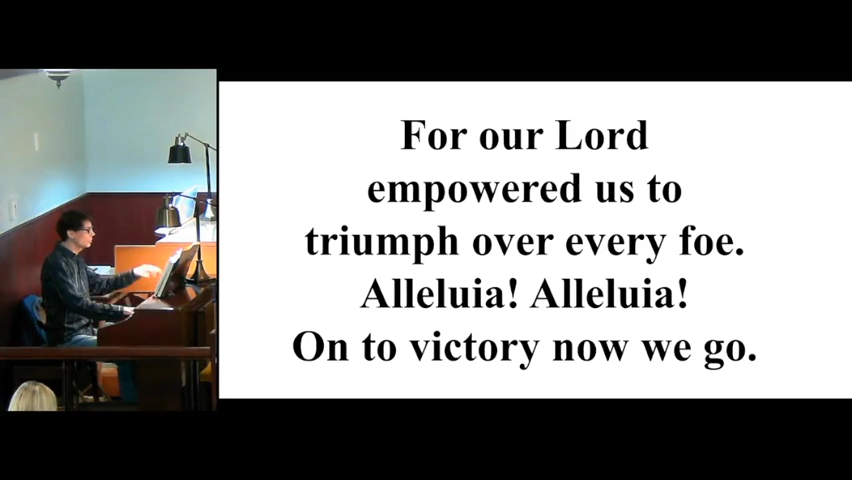 For our Lord
empowered us to
triumph over every foe.
Alleluia! Alleluia!
On to victory now we go.